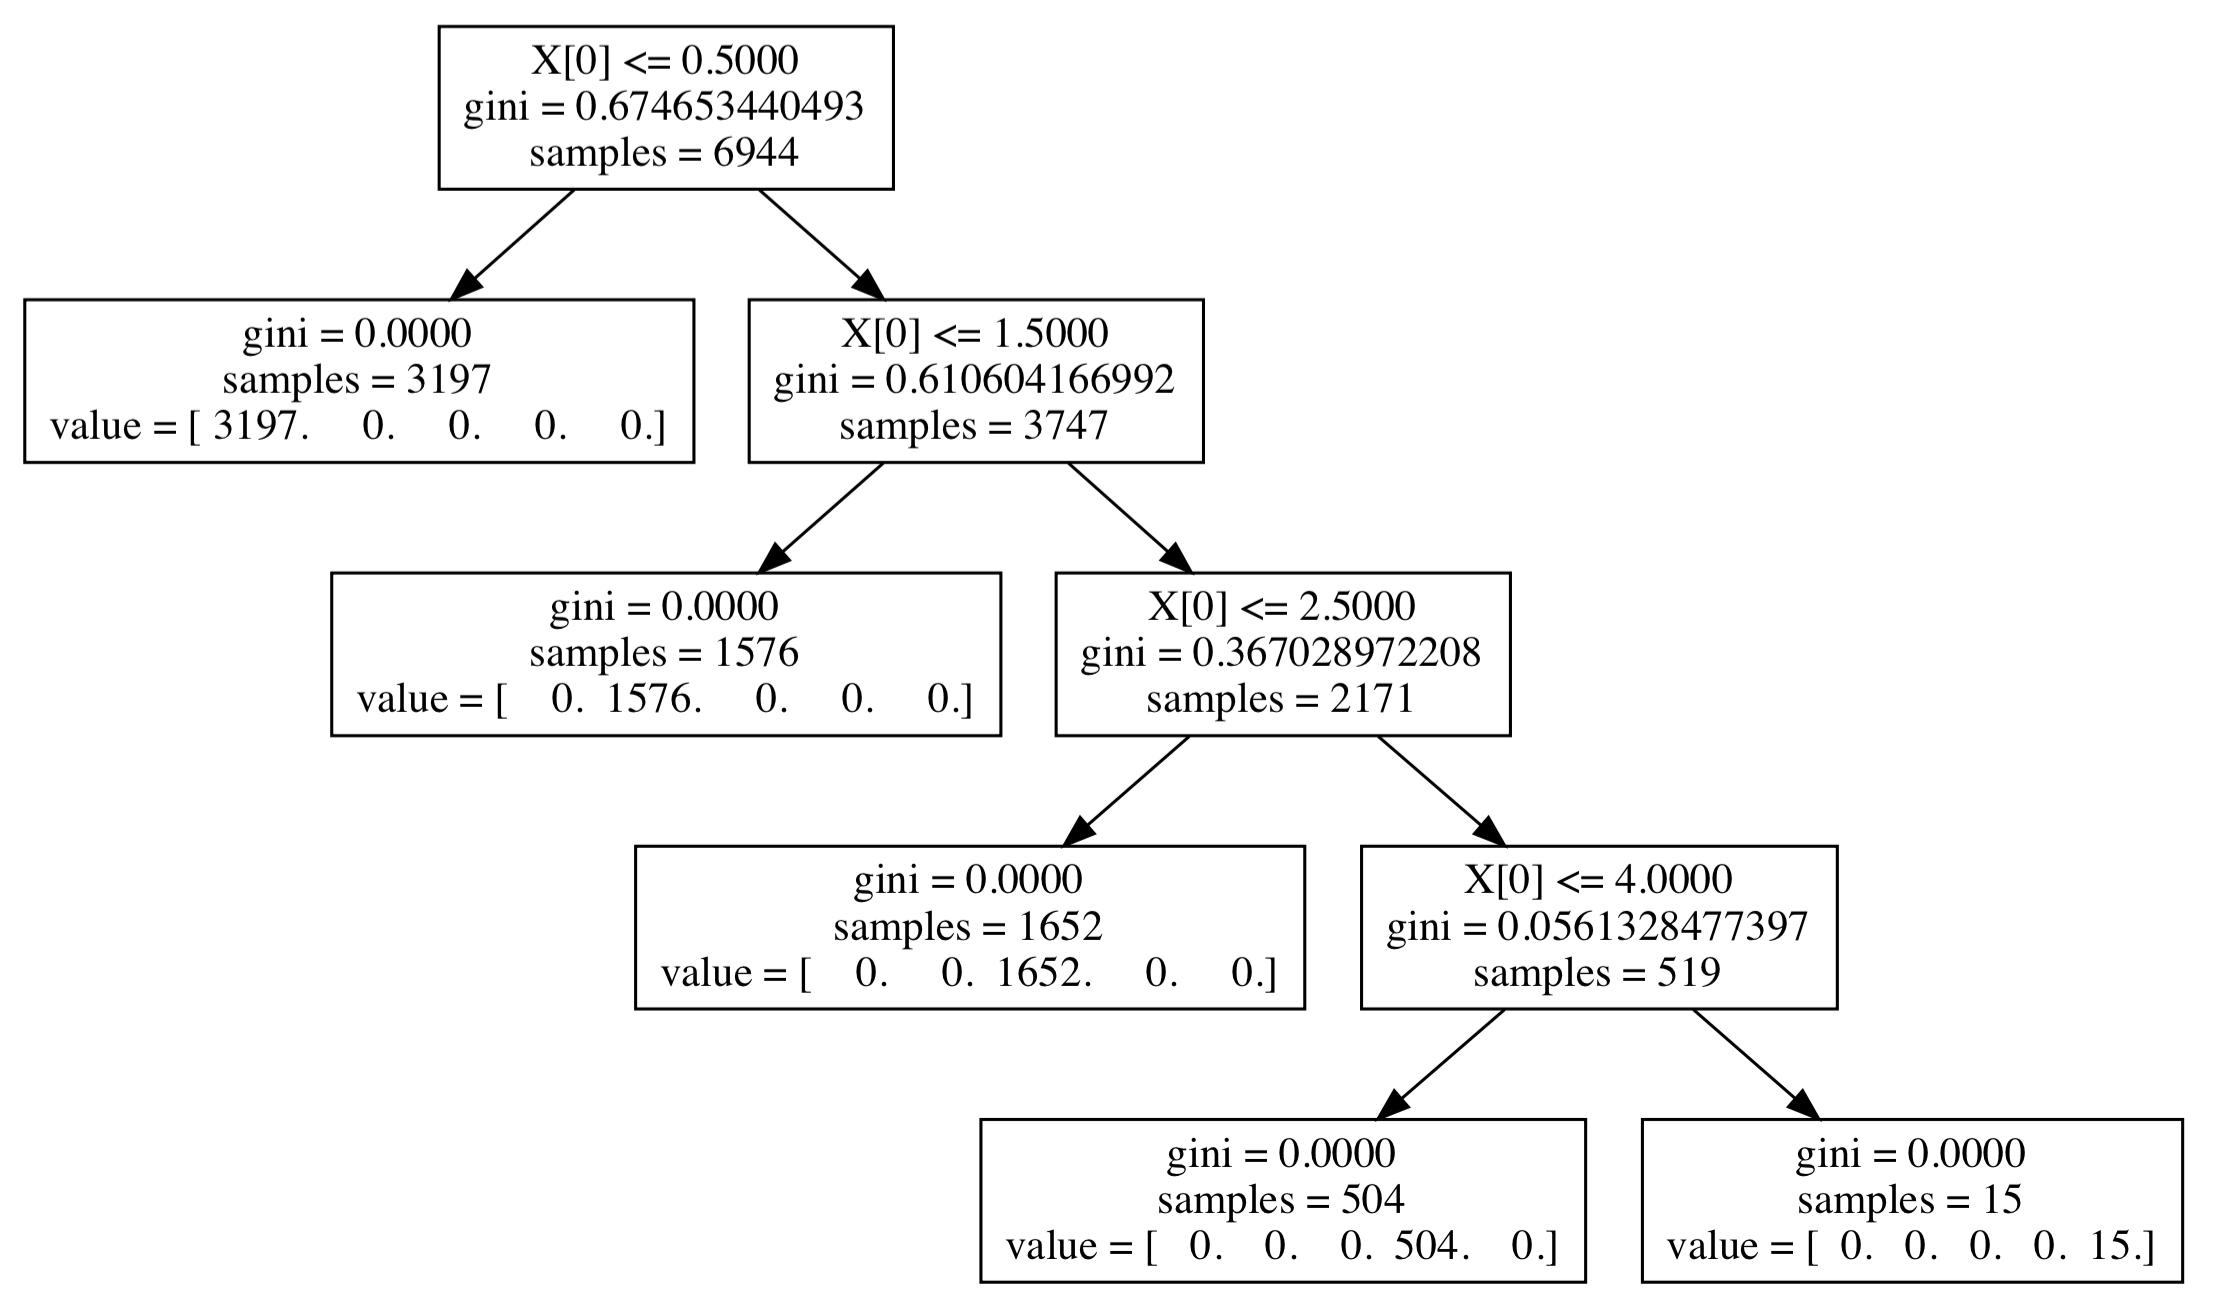 X[0] <= 0.5000
gini = 0.674653440493
samples = 6944
gini = 0.0000
samples = 3197
value = [ 3197. 0. 0. 0. 0.]
X[0] <= 1.5000
gini = 0.610604166992
samples = 3747
gini = 0.0000
samples = 1576
value = [ 0. 1576. 0. 0. 0.]
X[0] <= 2.5000
gini = 0.367028972208
samples = 2171
gini = 0.0000
samples = 1652
value = [ 0. 0. 1652. 0. 0.]
X[0] <= 4.0000
gini = 0.0561328477397
samples = 519
gini = 0.0000
samples = 504
value = [ 0. 0. 0. 504. 0.]
gini = 0.0000
samples = 15
value = [ 0. 0. 0. 0. 15.]